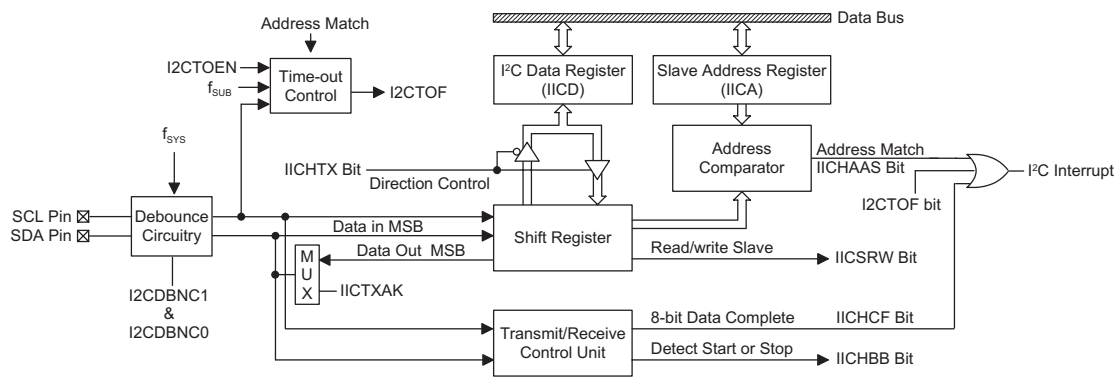 Data Bus
Address Match
I2CTOEN
fSUB
Time-out
Control
I2CTOF
I²C Data Register
(IICD)
Slave Address Register
(IICA)
fSYS
IICHTX Bit
Direction Control
Address
Comparator
Address Match
IICHAAS Bit
I²C Interrupt
I2CTOF bit
SCL Pin
SDA Pin
Debounce
Circuitry
Data in MSB
Shift Register
Data Out MSB
MUX
IICTXAK
Read/write Slave
IICSRW Bit
I2CDBNC1
&
I2CDBNC0
Transmit/Receive
Control Unit
8-bit Data Complete
IICHCF Bit
Detect Start or Stop
IICHBB Bit